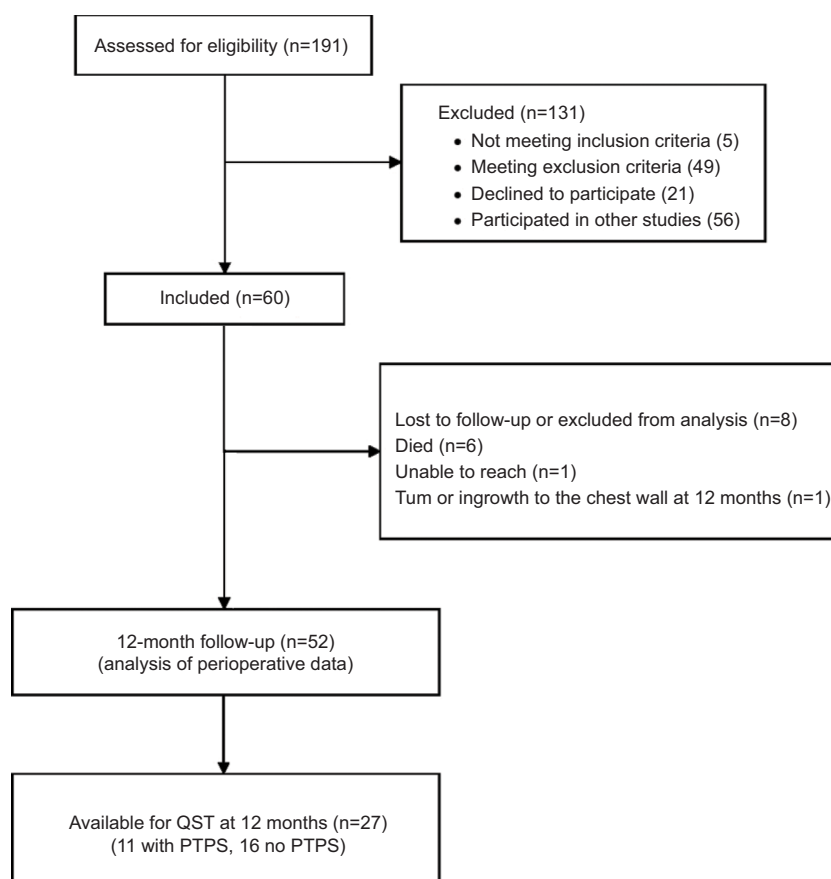 Assessed for eligibility (n=191)
Excluded (n=131)
• Not meeting inclusion criteria (5)
• Meeting exclusion criteria (49)
• Declined to participate (21)
• Participated in other studies (56)
Included (n=60)
Lost to follow-up or excluded from analysis (n=8)
Died (n=6)
Unable to reach (n=1)
Tum or ingrowth to the chest wall at 12 months (n=1)
12-month follow-up (n=52)
(analysis of perioperative data)
Available for QST at 12 months (n=27)
(11 with PTPS, 16 no PTPS)